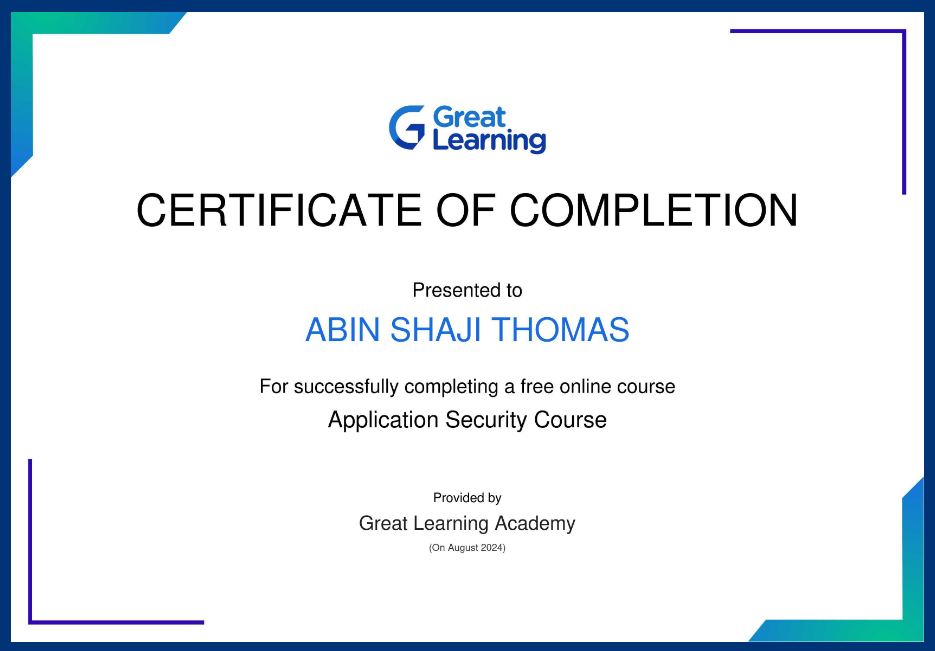 Great
Learning
CERTIFICATE OF COMPLETION
Presented to
ABIN SHAJI THOMAS
For successfully completing a free online course
Application Security Course
Provided by
Great Learning Academy
(On August 2024)